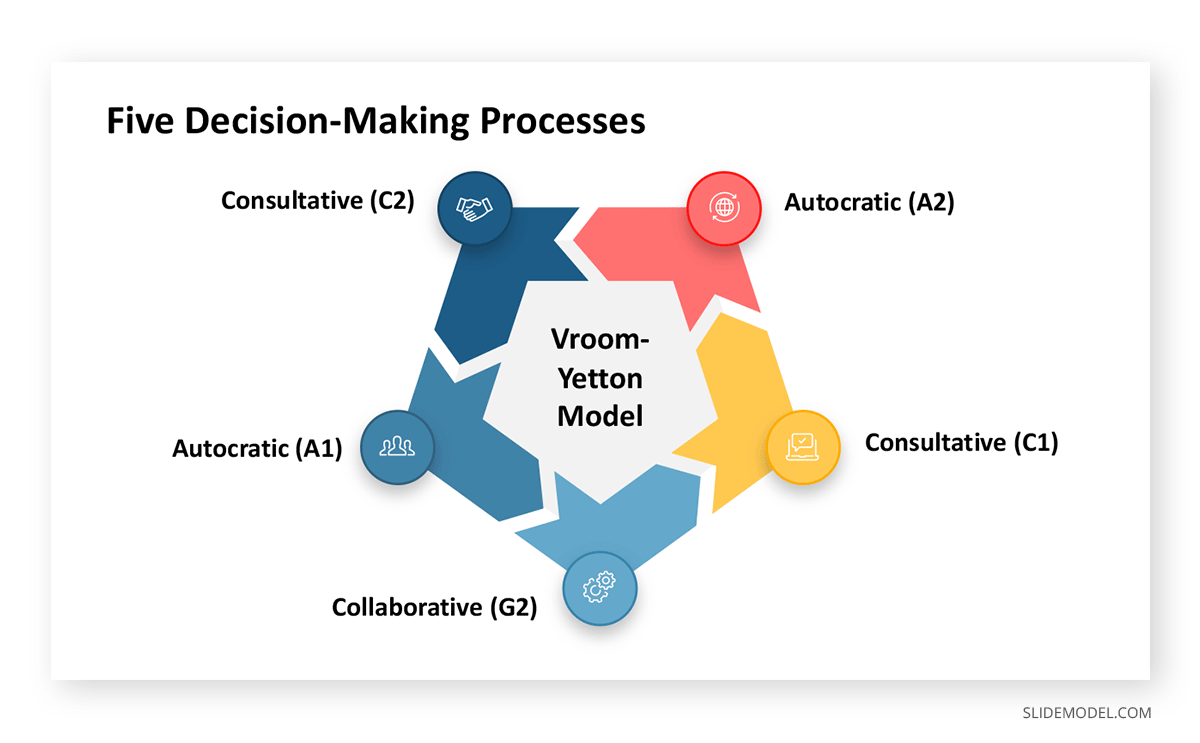 Five Decision-Making Processes
Consultative (C2)
Autocratic (A2)
Vroom-
Yetton
Model
Autocratic (A1)
Consultative (C1)
Collaborative (G2)
SLIDEMODEL.COM